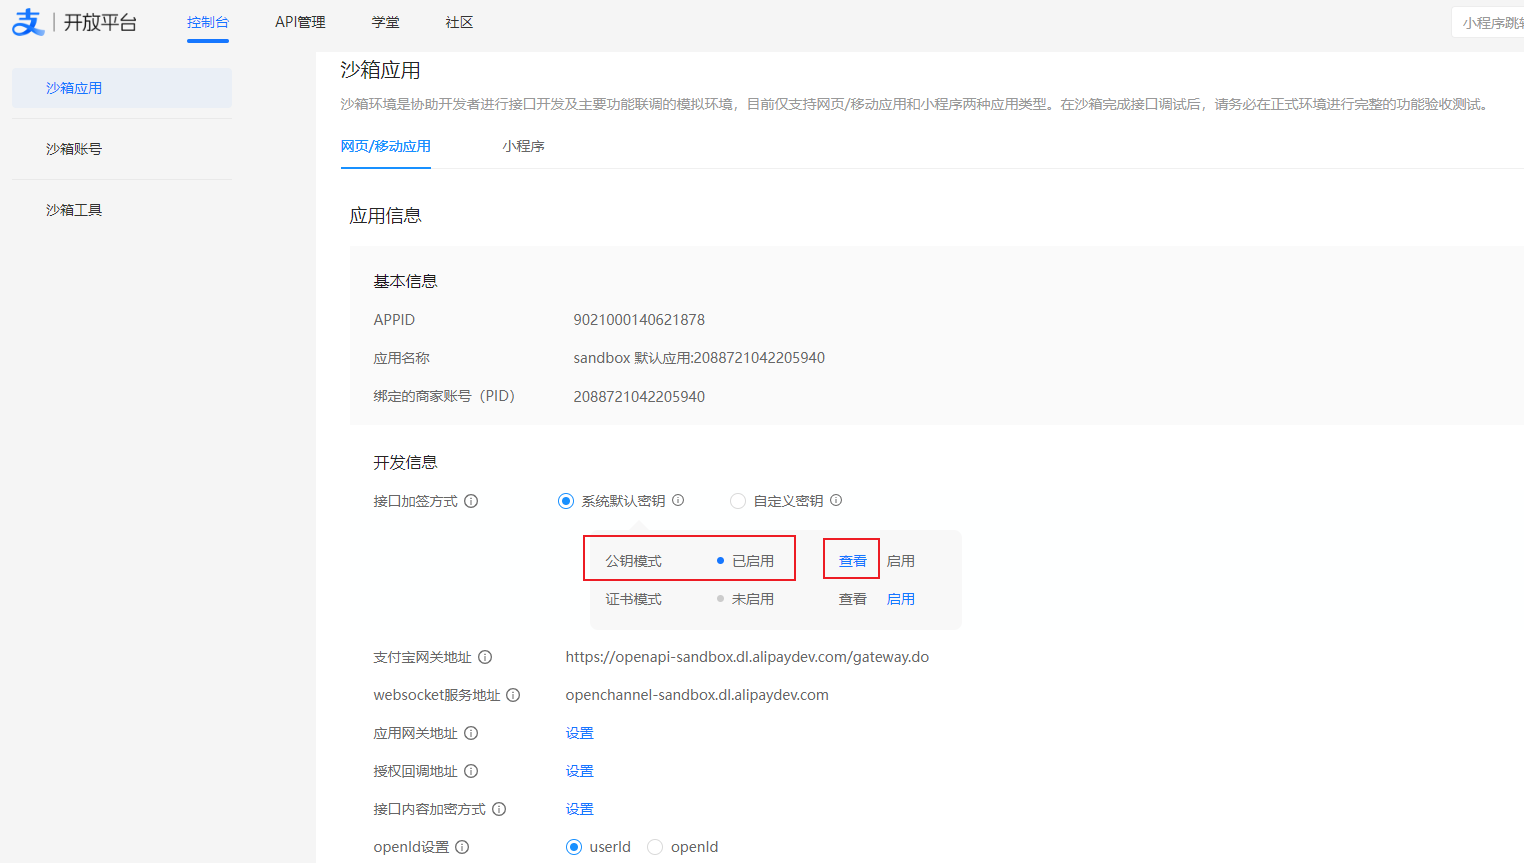 支 开放平台 控制台 API管理 学堂 社区 小程序跳
沙箱应用
沙箱账号
沙箱工具
沙箱应用
沙箱环境是协助开发者进行接口开发及主要功能联调的模拟环境，目前仅支持网页/移动应用和小程序两种应用类型。在沙箱完成接口调试后，请务必在正式环境进行完整的功能验收测试。
网页/移动应用 小程序
应用信息
基本信息
APPID 9021000140621878
应用名称 sandbox 默认应用:2088721042205940
绑定的商家账号（PID） 2088721042205940
开发信息
接口加签方式 系统默认密钥 自定义密钥
公钥模式 已启用 查看 启用
证书模式 未启用 查看 启用
支付宝网关地址 https://openapi-sandbox.dl.alipaydev.com/gateway.do
websocket服务地址 openchannel-sandbox.dl.alipaydev.com
应用网关地址 设置
授权回调地址 设置
接口内容加密方式 设置
openId设置 userId openId